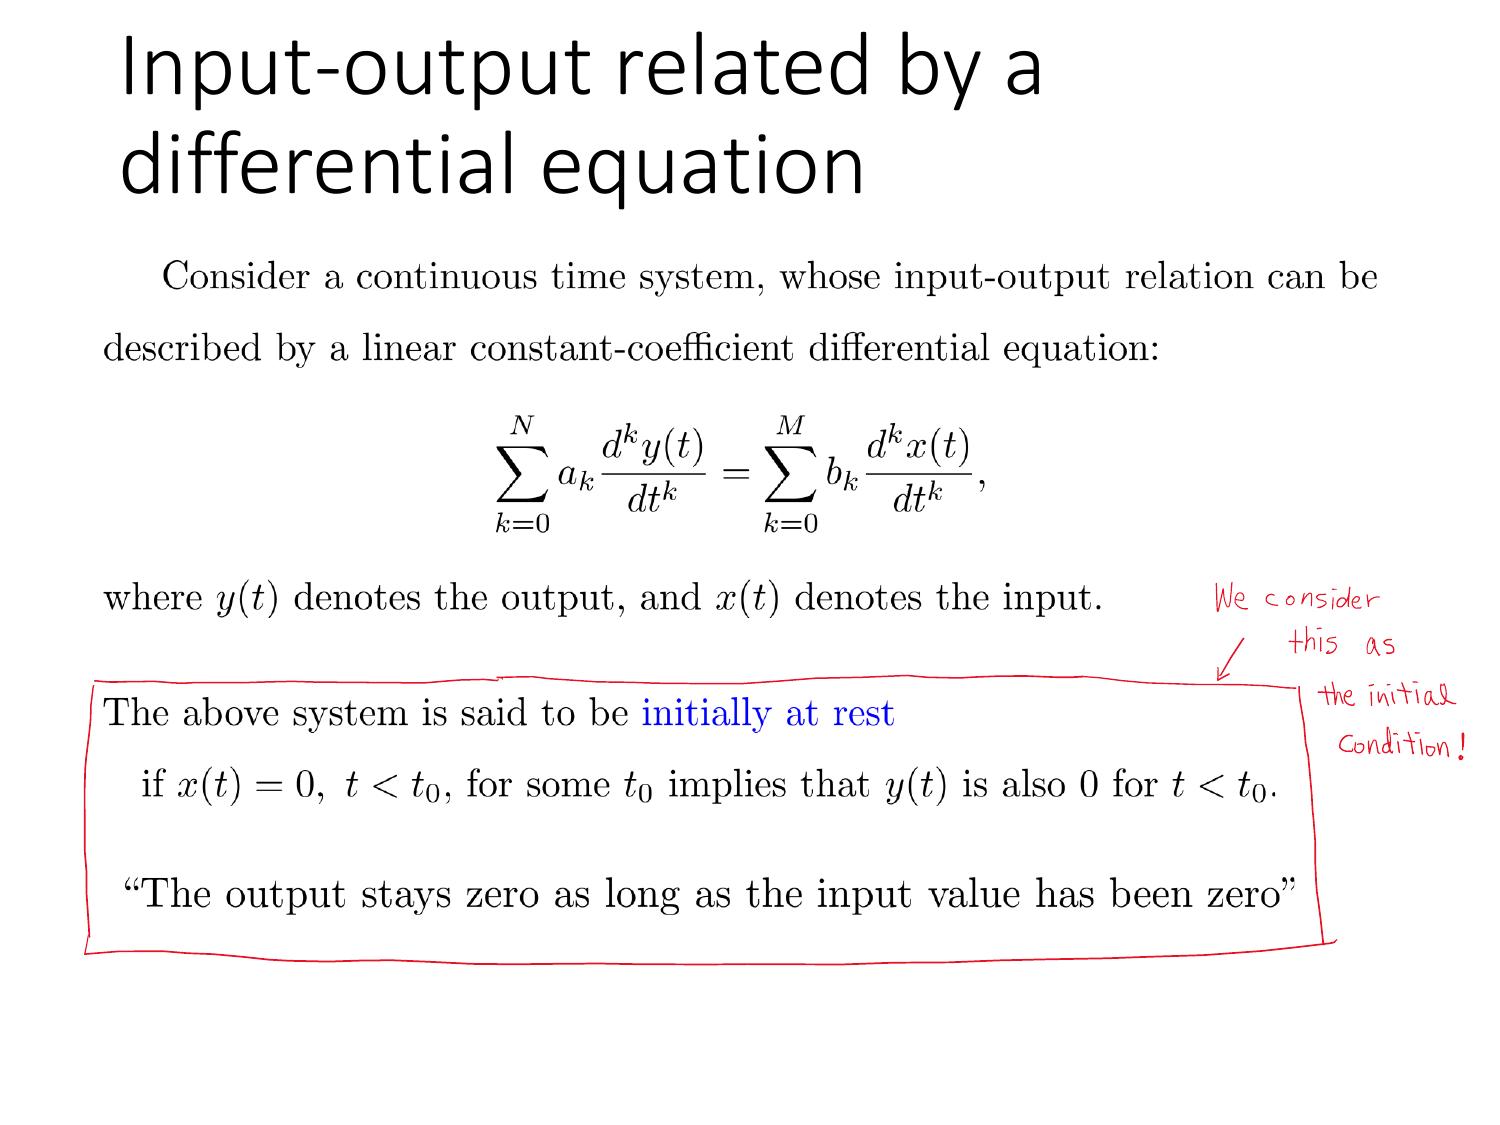 Input-output related by a
differential equation
Consider a continuous time system, whose input-output relation can be
described by a linear constant-coefficient differential equation:
$$\sum_{k=0}^{N} a_k \frac{d^k y(t)}{dt^k} = \sum_{k=0}^{M} b_k \frac{d^k x(t)}{dt^k},$$
where $y(t)$ denotes the output, and $x(t)$ denotes the input.
We consider
this as
the initial
condition!
The above system is said to be initially at rest
if $x(t) = 0,\ t < t_0$, for some $t_0$ implies that $y(t)$ is also 0 for $t < t_0$.
“The output stays zero as long as the input value has been zero”